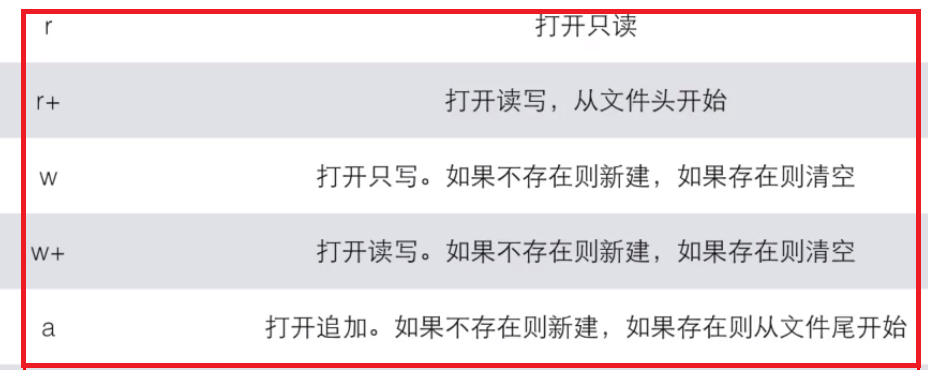 r 打开只读
r+ 打开读写，从文件头开始
w 打开只写。如果不存在则新建，如果存在则清空
w+ 打开读写。如果不存在则新建，如果存在则清空
a 打开追加。如果不存在则新建，如果存在则从文件尾开始